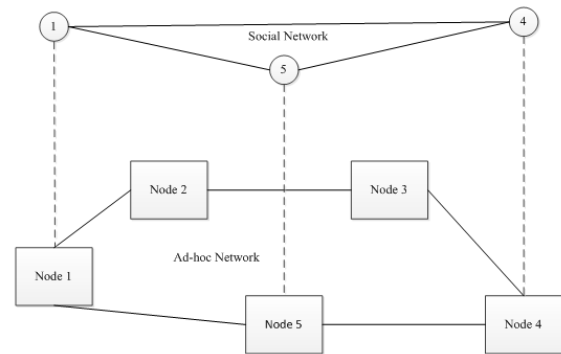 1
4
Social Network
5
Node 2
Node 3
Ad-hoc Network
Node 1
Node 5
Node 4